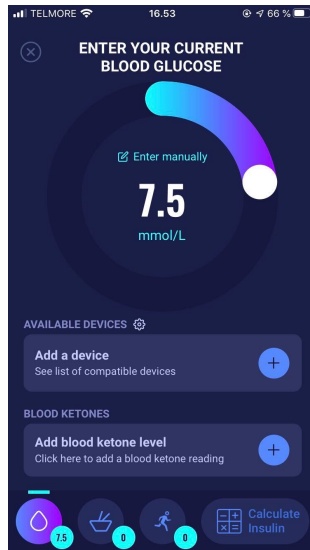 TELMORE 16.53 66 %
ENTER YOUR CURRENT
BLOOD GLUCOSE
Enter manually
7.5
mmol/L
AVAILABLE DEVICES
Add a device
See list of compatible devices
BLOOD KETONES
Add blood ketone level
Click here to add a blood ketone reading
7.5 0 0 Calculate
Insulin